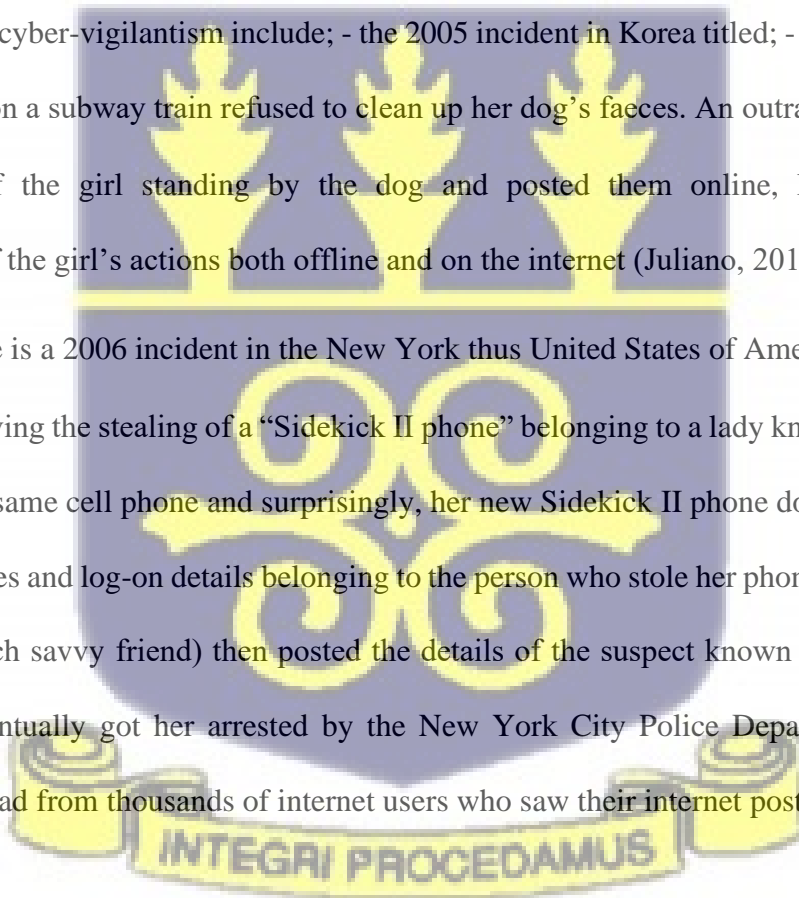 cyber-vigilantism include; - the 2005 incident in Korea titled; -
on a subway train refused to clean up her dog’s faeces. An outra
f the girl standing by the dog and posted them online,
f the girl’s actions both offline and on the internet (Juliano, 201
e is a 2006 incident in the New York thus United States of Ame
ving the stealing of a “Sidekick II phone” belonging to a lady kn
same cell phone and surprisingly, her new Sidekick II phone do
es and log-on details belonging to the person who stole her phon
ch savvy friend) then posted the details of the suspect known
entually got her arrested by the New York City Police Depa
ad from thousands of internet users who saw their internet post
INTEGRI PROCEDAMUS